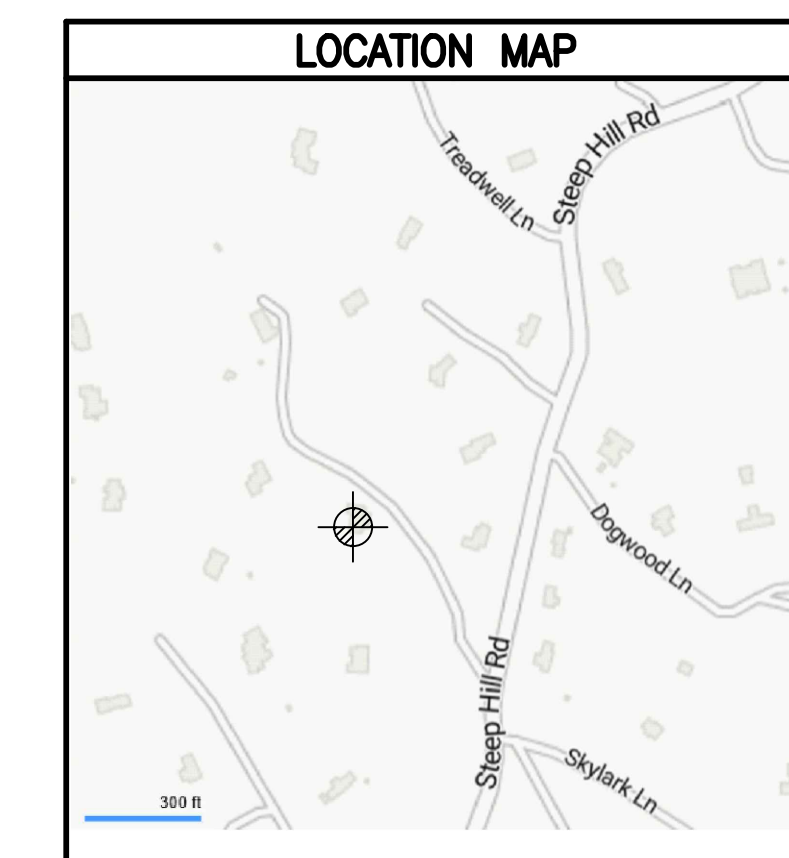 LOCATION MAP
Treadwell Ln
Steep Hill Rd
Dogwood Ln
Steep Hill Rd
Skylark Ln
300 ft